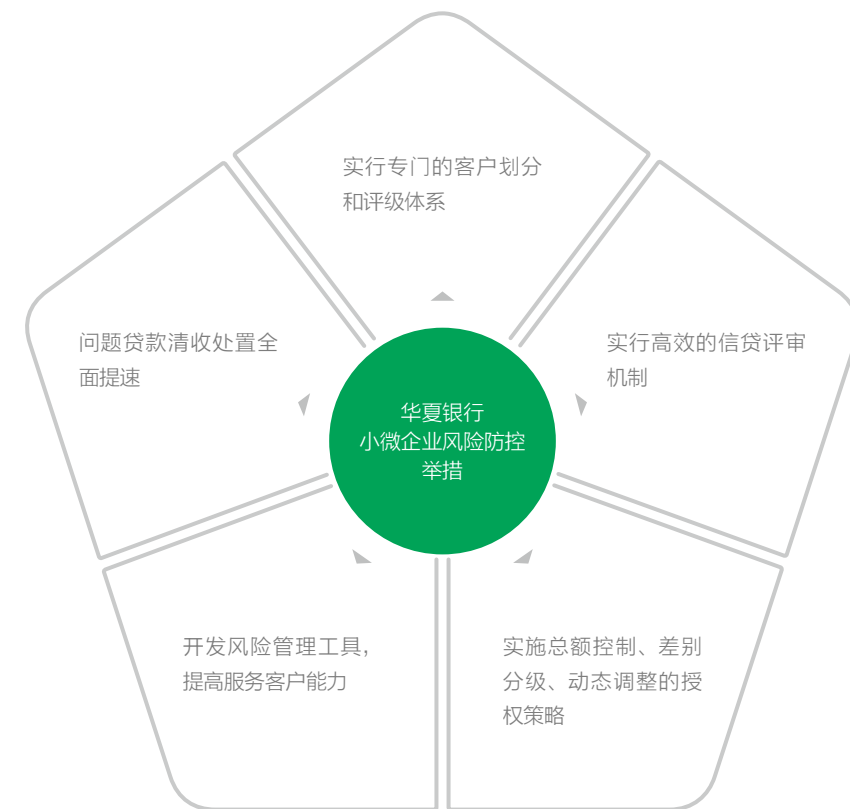 实行专门的客户划分
和评级体系
问题贷款清收处置全
面提速
实行高效的信贷评审
机制
华夏银行
小微企业风险防控
举措
开发风险管理工具，
提高服务客户能力
实施总额控制、差别
分级、动态调整的授
权策略